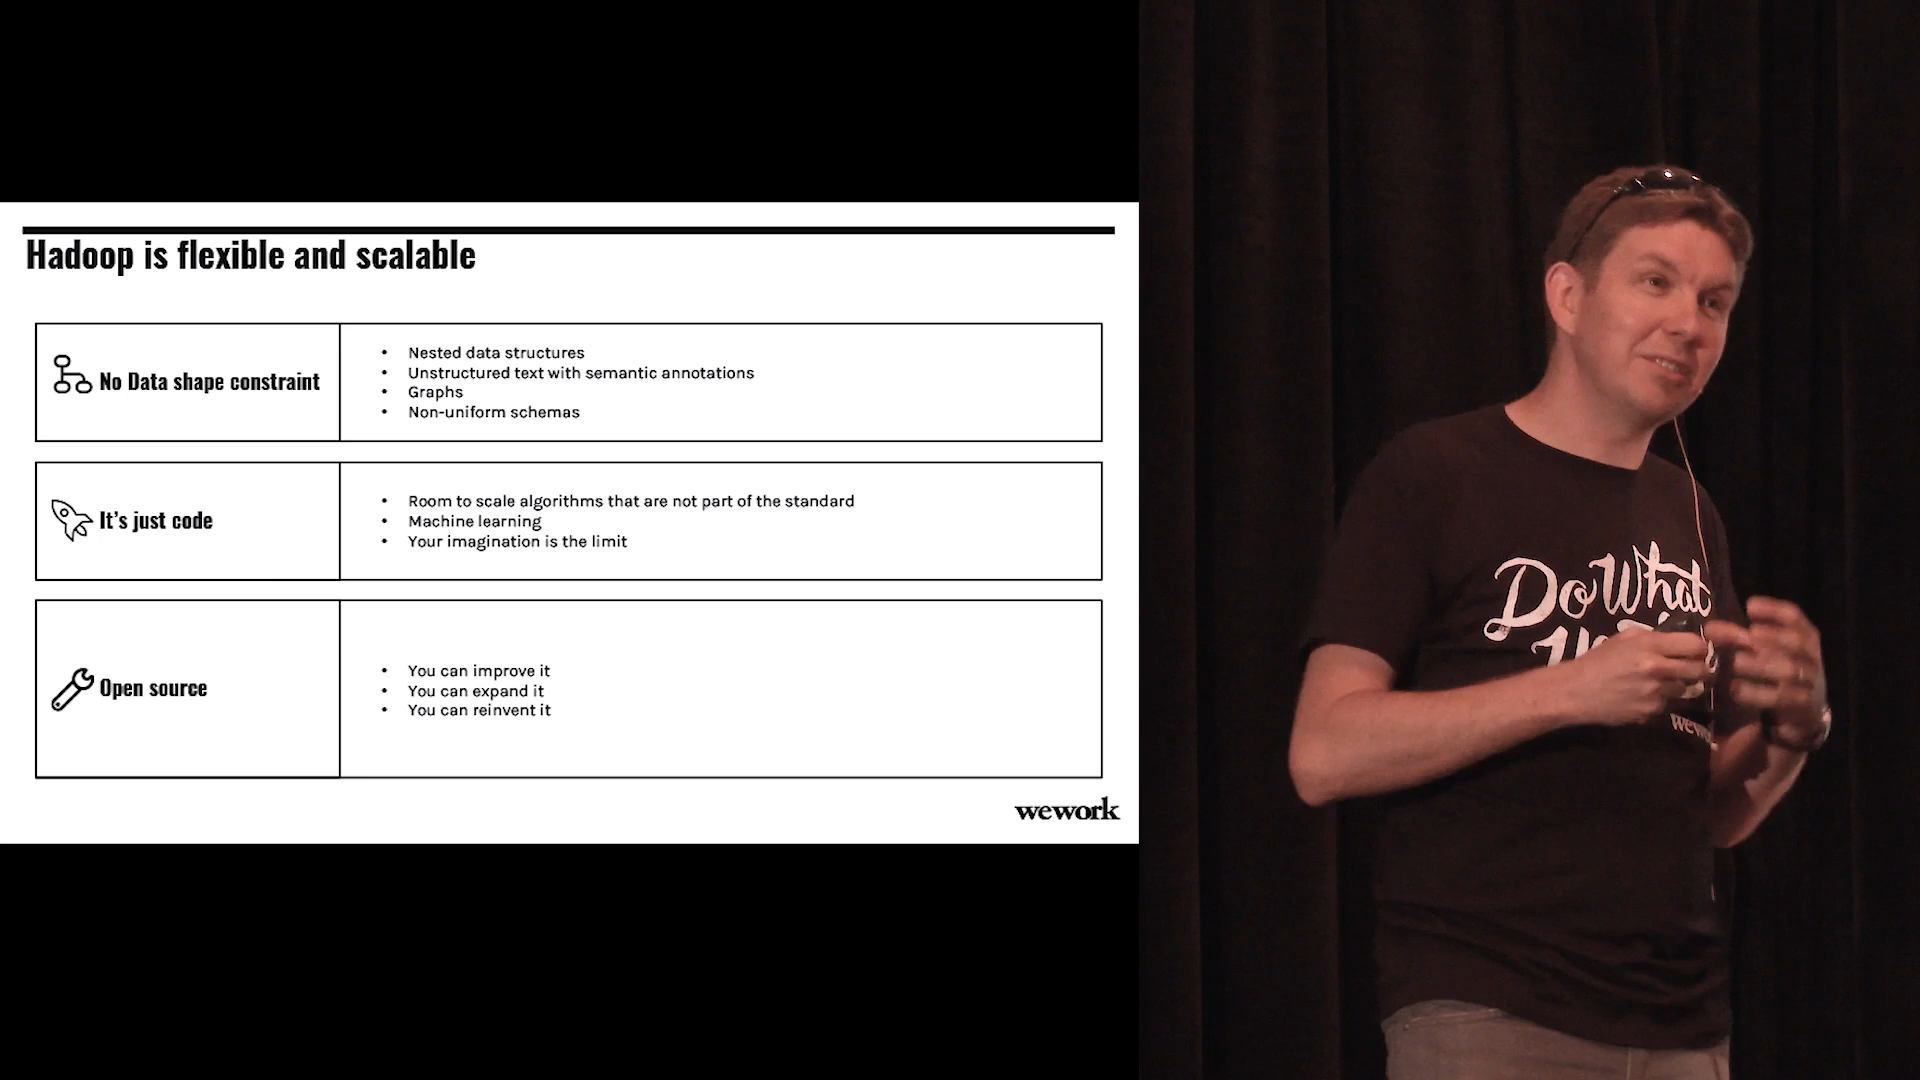 Hadoop is flexible and scalable
No Data shape constraint
• Nested data structures
• Unstructured text with semantic annotations
• Graphs
• Non-uniform schemas
It's just code
• Room to scale algorithms that are not part of the standard
• Machine learning
• Your imagination is the limit
Open source
• You can improve it
• You can expand it
• You can reinvent it
wework
Do What